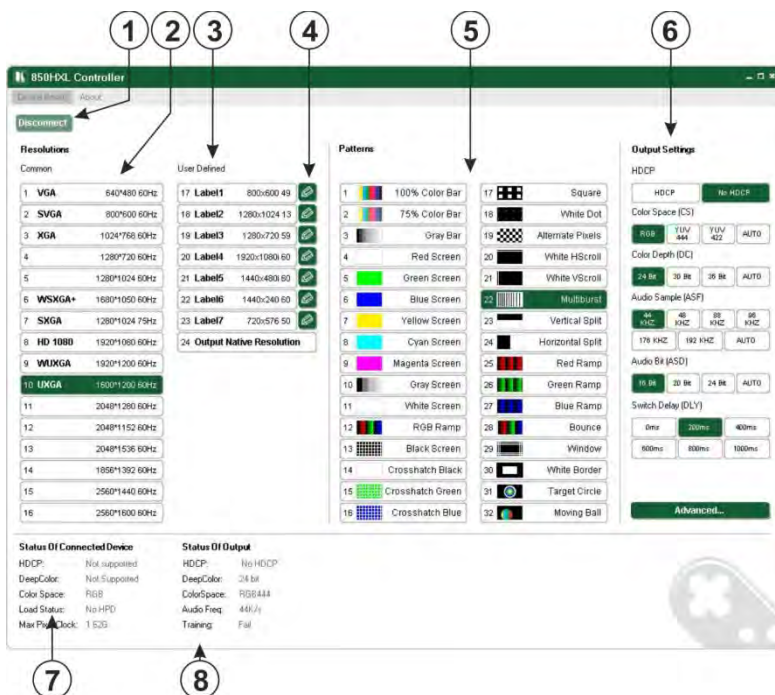 1 2 3 4 5 6
850HXL Controller
About
Disconnect
Resolutions
Common
1 VGA 640*480 60Hz
2 SVGA 800*600 60Hz
3 XGA 1024*768 60Hz
4 1280*720 60Hz
5 1280*1024 60Hz
6 WSXGA+ 1680*1050 60Hz
7 SXGA 1280*1024 75Hz
8 HD 1080 1920*1080 60Hz
9 WUXGA 1920*1200 60Hz
10 UXGA 1600*1200 60Hz
11 2048*1280 60Hz
12 2048*1152 60Hz
13 2048*1536 60Hz
14 1856*1392 60Hz
15 2560*1440 60Hz
16 2560*1600 60Hz
User Defined
17 Label1 800x600 49
18 Label2 1280x1024 13
19 Label3 1280x720 59
20 Label4 1920x1080i 60
21 Label5 1440x480i 60
22 Label6 1440x240 60
23 Label7 720x576 50
24 Output Native Resolution
Patterns
1 100% Color Bar
2 75% Color Bar
3 Gray Bar
4 Red Screen
5 Green Screen
6 Blue Screen
7 Yellow Screen
8 Cyan Screen
9 Magenta Screen
10 Gray Screen
11 White Screen
12 RGB Ramp
13 Black Screen
14 Crosshatch Black
15 Crosshatch Green
16 Crosshatch Blue
17 Square
18 White Dot
19 Alternate Pixels
20 White HScroll
21 White VScroll
22 Multiburst
23 Vertical Split
24 Horizontal Split
25 Red Ramp
26 Green Ramp
27 Blue Ramp
28 Bounce
29 Window
30 White Border
31 Target Circle
32 Moving Ball
Output Settings
HDCP
HDCP No HDCP
Color Space (CS)
RGB YUV 444 YUV 422 AUTO
Color Depth (DC)
24 Bit 30 Bit 36 Bit AUTO
Audio Sample (ASF)
44 KHZ 48 KHZ 88 KHZ 96 KHZ
176 KHZ 192 KHZ AUTO
Audio Bit (ASD)
16 Bit 20 Bit 24 Bit AUTO
Switch Delay (DLY)
0ms 200ms 400ms
600ms 800ms 1000ms
Advanced...
Status Of Connected Device
HDCP: Not supported
DeepColor: Not Supported
Color Space: RGB
Load Status: No HPD
Max Pixel Clock: 1.62G
Status Of Output
HDCP: No HDCP
DeepColor: 24 bit
ColorSpace: RGB444
Audio Freq: 44K/s
Training: Fail
7 8